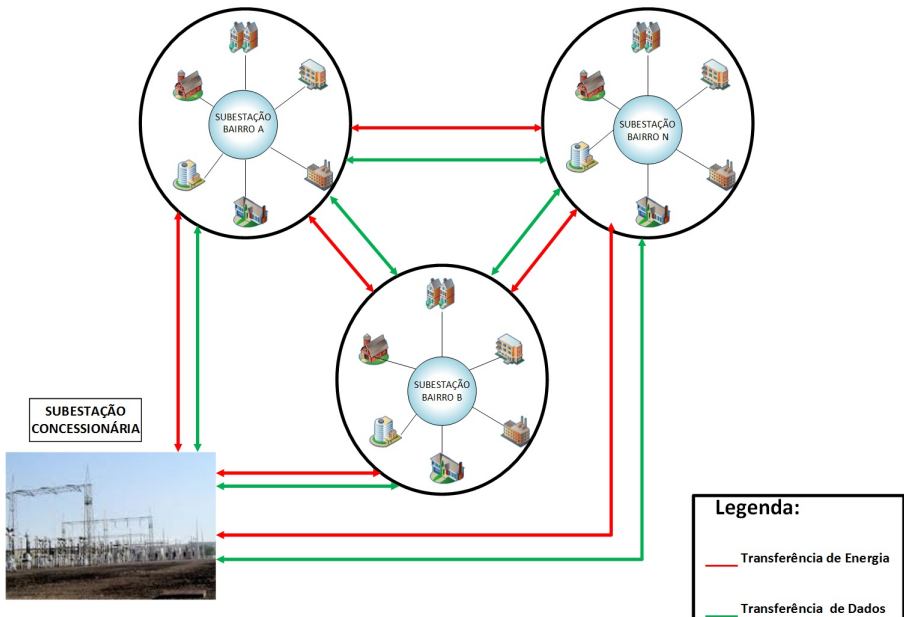 SUBESTAÇÃO
BAIRRO A
SUBESTAÇÃO
BAIRRO N
SUBESTAÇÃO
BAIRRO B
SUBESTAÇÃO
CONCESSIONÁRIA
Legenda:
Transferência de Energia
Transferência de Dados